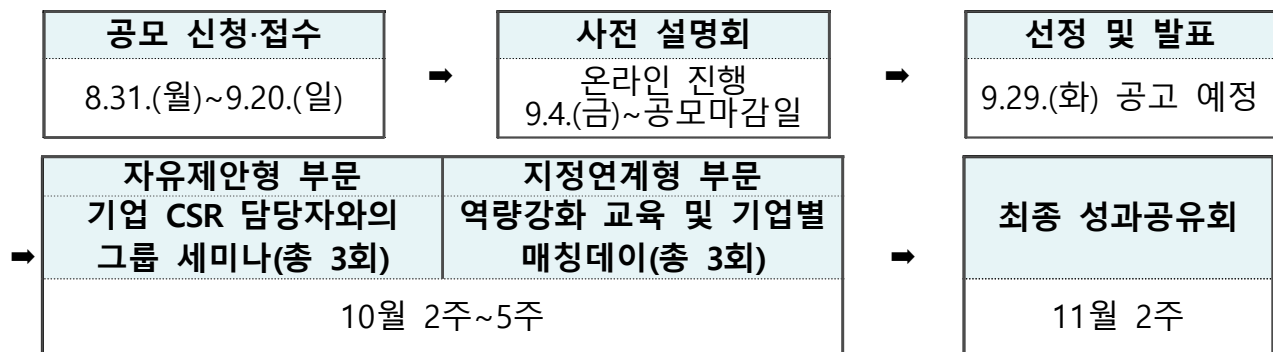 공모 신청·접수
8.31.(월)~9.20.(일)
➡
사전 설명회
온라인 진행
9.4.(금)~공모마감일
➡
선정 및 발표
9.29.(화) 공고 예정
➡
자유제안형 부문
기업 CSR 담당자와의
그룹 세미나(총 3회)
지정연계형 부문
역량강화 교육 및 기업별
매칭데이(총 3회)
10월 2주~5주
➡
최종 성과공유회
11월 2주